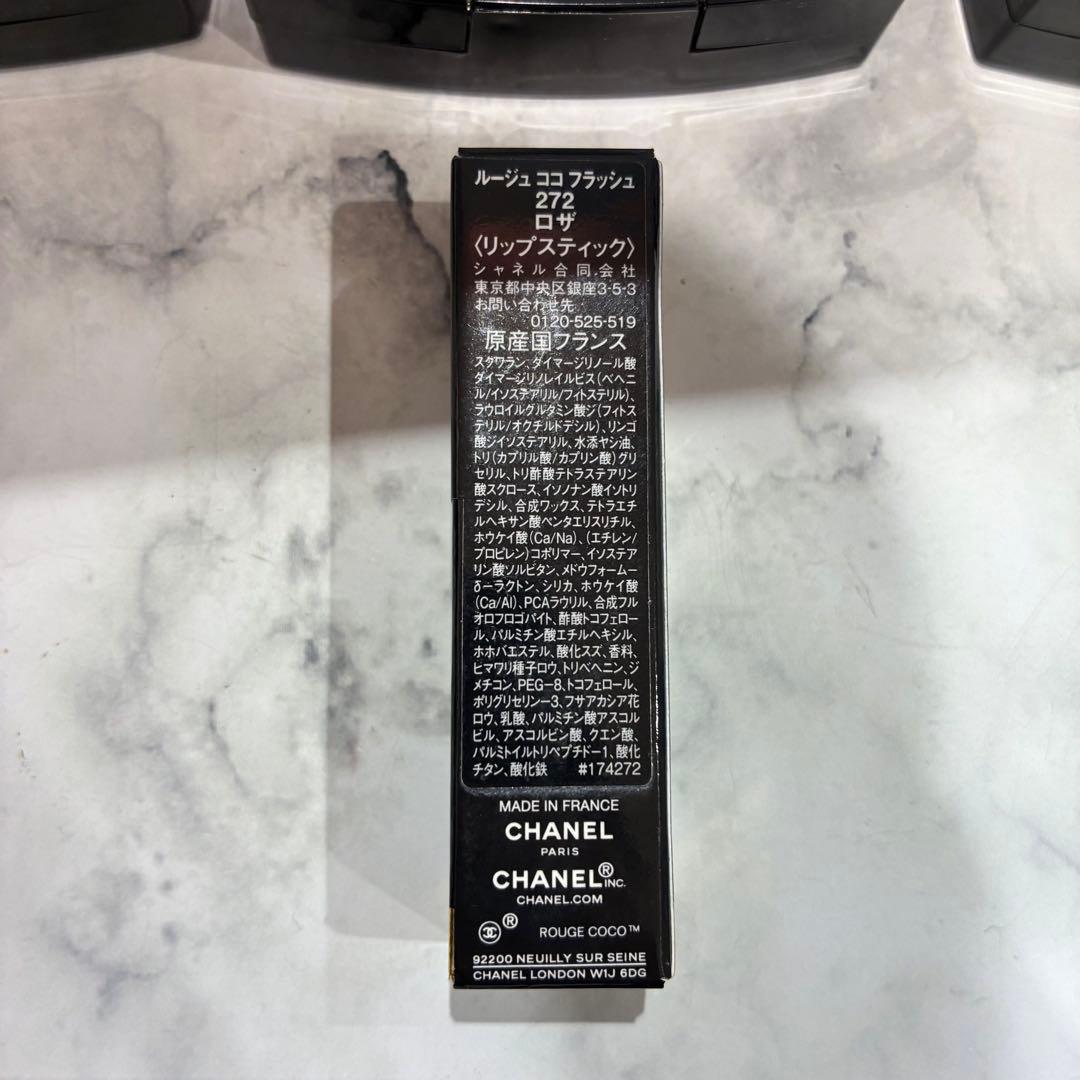 ルージュ ココ フラッシュ
272
ロザ
〈リップスティック〉
シャネル合同会社
東京都中央区銀座3-5-3
お問い合わせ先
0120-525-519
原産国フランス
スクワラン、ダイマージリノール酸
ダイマージリノレイルビス(ベヘニ
ル/イソステアリル/フィトステリル)、
ラウロイルグルタミン酸ジ(フィトス
テリル/オクチルドデシル)、リンゴ
酸ジイソステアリル、水添ヤシ油、
トリ(カプリル酸/カプリン酸)グリ
セリル、トリ酢酸テトラステアリン
酸スクロース、イソノナン酸イソトリ
デシル、合成ワックス、テトラエチ
ルヘキサン酸ペンタエリスリチル、
ホウケイ酸(Ca/Na)、(エチレン/
プロピレン)コポリマー、イソステア
リン酸ソルビタン、メドウフォーム-
δ-ラクトン、シリカ、ホウケイ酸
(Ca/Al)、PCAラウリル、合成フル
オロフロゴパイト、酢酸トコフェロー
ル、パルミチン酸エチルヘキシル、
ホホバエステル、酸化スズ、香料、
ヒマワリ種子ロウ、トリベヘニン、ジ
メチコン、PEG-8、トコフェロール、
ポリグリセリン-3、フサアカシア花
ロウ、乳酸、パルミチン酸アスコル
ビル、アスコルビン酸、クエン酸、
パルミトイルトリペプチド-1、酸化
チタン、酸化鉄 #174272
MADE IN FRANCE
CHANEL
PARIS
CHANEL® INC.
CHANEL.COM
® ROUGE COCO™
92200 NEUILLY SUR SEINE
CHANEL LONDON W1J 6DG